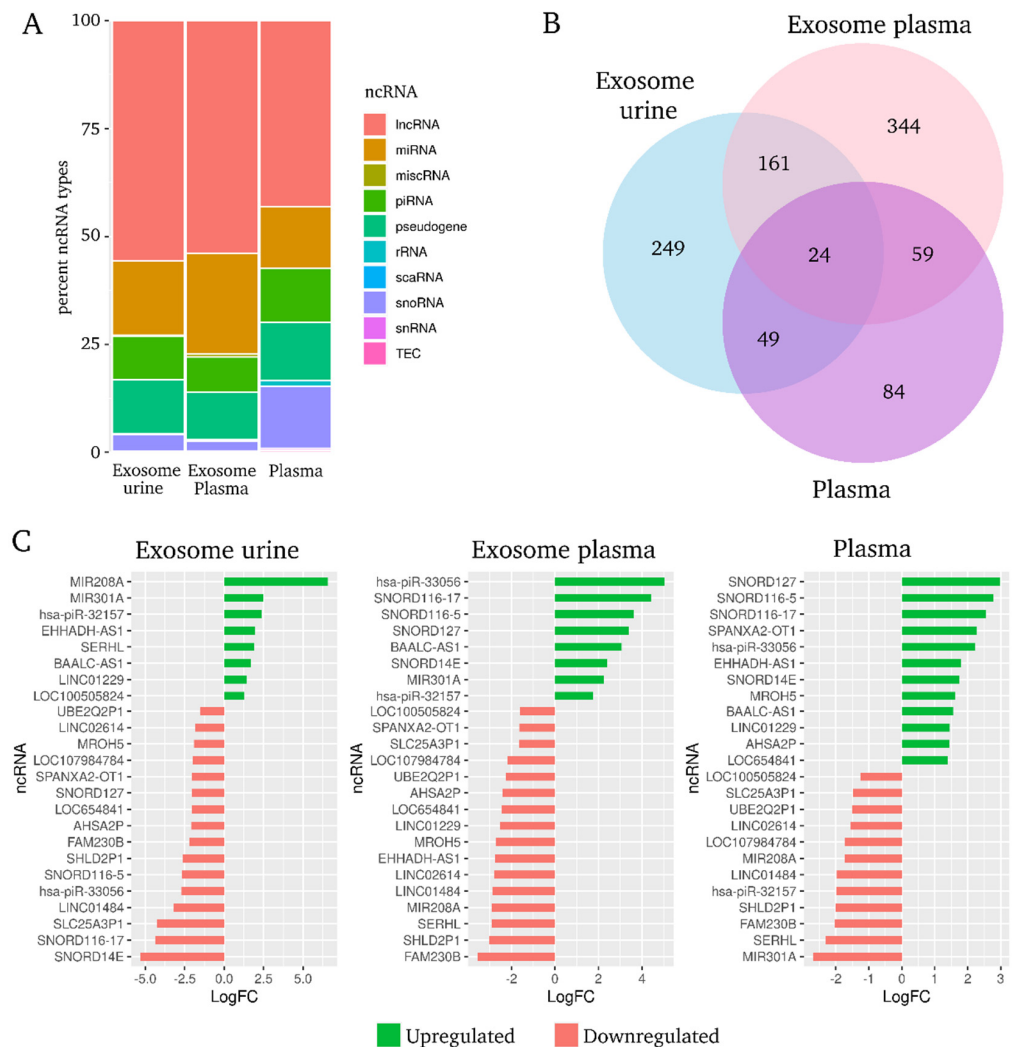 A
100
75
50
25
0
percent ncRNA types
Exosome
urine
Exosome
Plasma
Plasma
ncRNA
lncRNA
miRNA
miscRNA
piRNA
pseudogene
rRNA
scaRNA
snoRNA
snRNA
TEC
B
Exosome plasma
Exosome
urine
344
161
249
24
59
49
84
Plasma
C
Exosome urine
MIR208A
MIR301A
hsa-piR-32157
EHHADH-AS1
SERHL
BAALC-AS1
LINC01229
LOC100505824
UBE2Q2P1
LINC02614
MROH5
LOC107984784
SPANXA2-OT1
SNORD127
LOC654841
AHSA2P
FAM230B
SHLD2P1
SNORD116-5
hsa-piR-33056
LINC01484
SLC25A3P1
SNORD116-17
SNORD14E
ncRNA
-5.0 -2.5 0.0 2.5 5.0
LogFC
Exosome plasma
hsa-piR-33056
SNORD116-17
SNORD116-5
SNORD127
BAALC-AS1
SNORD14E
MIR301A
hsa-piR-32157
LOC100505824
SPANXA2-OT1
SLC25A3P1
LOC107984784
UBE2Q2P1
AHSA2P
LOC654841
LINC01229
MROH5
EHHADH-AS1
LINC02614
LINC01484
MIR208A
SERHL
SHLD2P1
FAM230B
ncRNA
-2 0 2 4
LogFC
Plasma
SNORD127
SNORD116-5
SNORD116-17
SPANXA2-OT1
hsa-piR-33056
EHHADH-AS1
SNORD14E
MROH5
BAALC-AS1
LINC01229
AHSA2P
LOC654841
LOC100505824
SLC25A3P1
UBE2Q2P1
LINC02614
LOC107984784
MIR208A
LINC01484
hsa-piR-32157
SHLD2P1
FAM230B
SERHL
MIR301A
ncRNA
-2 -1 0 1 2 3
LogFC
Upregulated Downregulated